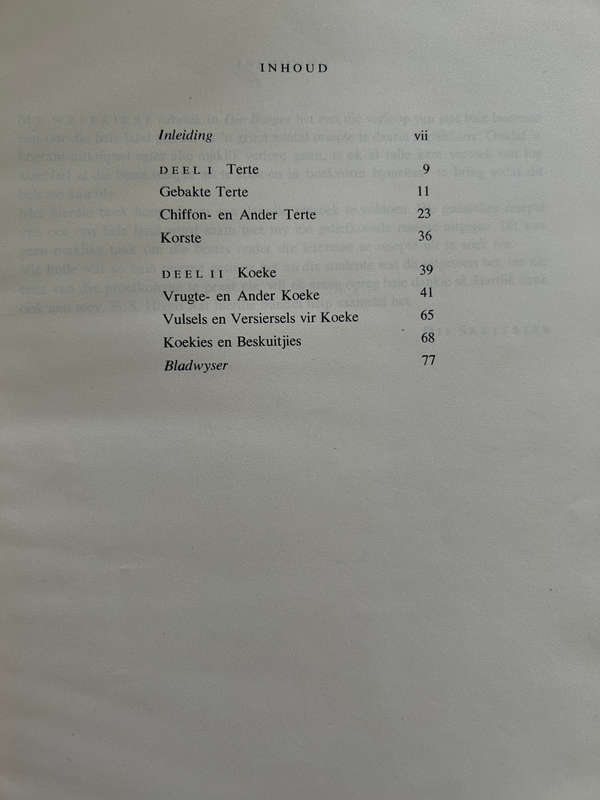 INHOUD
Inleiding vii
DEEL I Terte 9
Gebakte Terte 11
Chiffon- en Ander Terte 23
Korste 36
DEEL II Koeke 39
Vrugte- en Ander Koeke 41
Vulsels en Versiersels vir Koeke 65
Koekies en Beskuitjies 68
Bladwyser 77